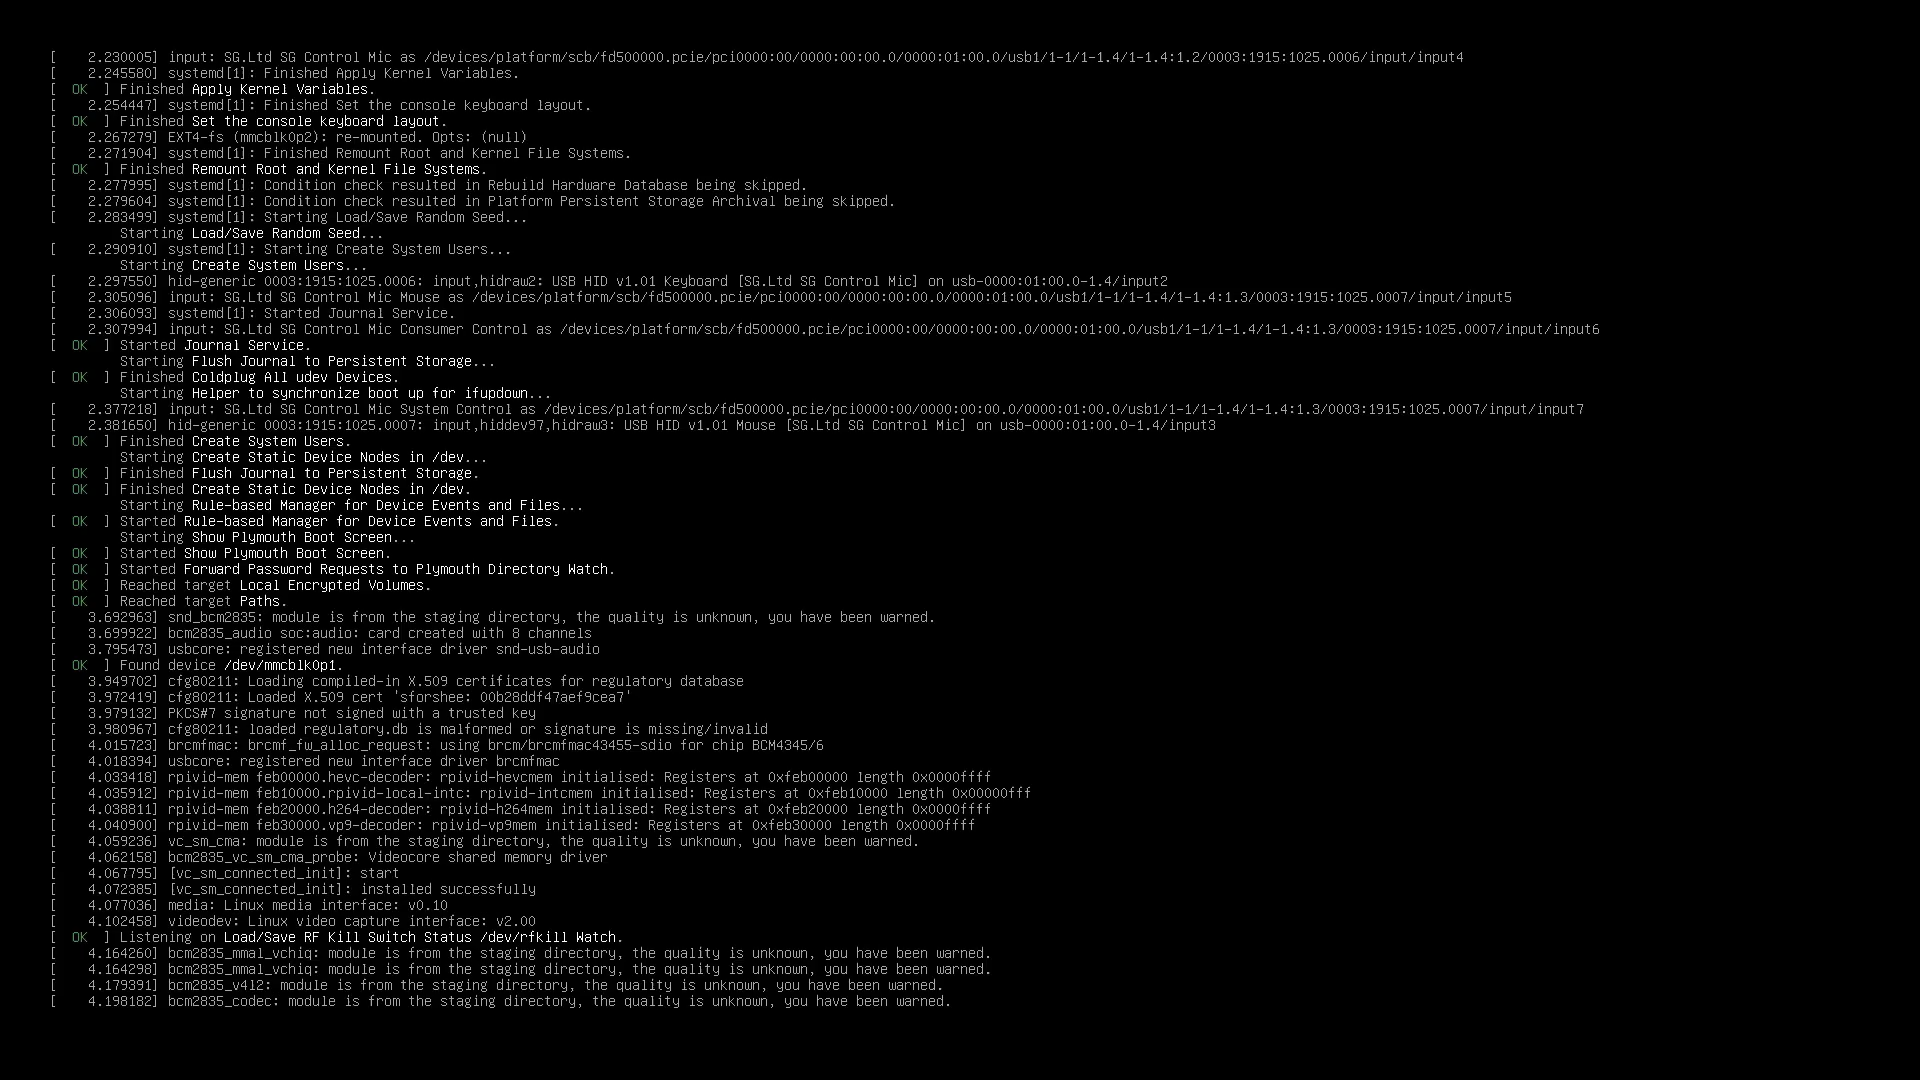 [    2.230005] input: SG.Ltd SG Control Mic as /devices/platform/scb/fd500000.pcie/pci0000:00/0000:00:00.0/0000:01:00.0/usb1/1-1/1-1.4/1-1.4:1.2/0003:1915:1025.0006/input/input4
[    2.245580] systemd[1]: Finished Apply Kernel Variables.
[  OK  ] Finished Apply Kernel Variables.
[    2.254447] systemd[1]: Finished Set the console keyboard layout.
[  OK  ] Finished Set the console keyboard layout.
[    2.267279] EXT4-fs (mmcblk0p2): re-mounted. Opts: (null)
[    2.271904] systemd[1]: Finished Remount Root and Kernel File Systems.
[  OK  ] Finished Remount Root and Kernel File Systems.
[    2.277995] systemd[1]: Condition check resulted in Rebuild Hardware Database being skipped.
[    2.279604] systemd[1]: Condition check resulted in Platform Persistent Storage Archival being skipped.
[    2.283499] systemd[1]: Starting Load/Save Random Seed...
         Starting Load/Save Random Seed...
[    2.290910] systemd[1]: Starting Create System Users...
         Starting Create System Users...
[    2.297550] hid-generic 0003:1915:1025.0006: input,hidraw2: USB HID v1.01 Keyboard [SG.Ltd SG Control Mic] on usb-0000:01:00.0-1.4/input2
[    2.305096] input: SG.Ltd SG Control Mic Mouse as /devices/platform/scb/fd500000.pcie/pci0000:00/0000:00:00.0/0000:01:00.0/usb1/1-1/1-1.4/1-1.4:1.3/0003:1915:1025.0007/input/input5
[    2.306093] systemd[1]: Started Journal Service.
[    2.307994] input: SG.Ltd SG Control Mic Consumer Control as /devices/platform/scb/fd500000.pcie/pci0000:00/0000:00:00.0/0000:01:00.0/usb1/1-1/1-1.4/1-1.4:1.3/0003:1915:1025.0007/input/input6
[  OK  ] Started Journal Service.
         Starting Flush Journal to Persistent Storage...
[  OK  ] Finished Coldplug All udev Devices.
         Starting Helper to synchronize boot up for ifupdown...
[    2.377218] input: SG.Ltd SG Control Mic System Control as /devices/platform/scb/fd500000.pcie/pci0000:00/0000:00:00.0/0000:01:00.0/usb1/1-1/1-1.4/1-1.4:1.3/0003:1915:1025.0007/input/input7
[    2.381650] hid-generic 0003:1915:1025.0007: input,hiddev97,hidraw3: USB HID v1.01 Mouse [SG.Ltd SG Control Mic] on usb-0000:01:00.0-1.4/input3
[  OK  ] Finished Create System Users.
         Starting Create Static Device Nodes in /dev...
[  OK  ] Finished Flush Journal to Persistent Storage.
[  OK  ] Finished Create Static Device Nodes in /dev.
         Starting Rule-based Manager for Device Events and Files...
[  OK  ] Started Rule-based Manager for Device Events and Files.
         Starting Show Plymouth Boot Screen...
[  OK  ] Started Show Plymouth Boot Screen.
[  OK  ] Started Forward Password Requests to Plymouth Directory Watch.
[  OK  ] Reached target Local Encrypted Volumes.
[  OK  ] Reached target Paths.
[    3.692963] snd_bcm2835: module is from the staging directory, the quality is unknown, you have been warned.
[    3.699922] bcm2835_audio soc:audio: card created with 8 channels
[    3.795473] usbcore: registered new interface driver snd-usb-audio
[  OK  ] Found device /dev/mmcblk0p1.
[    3.949702] cfg80211: Loading compiled-in X.509 certificates for regulatory database
[    3.972419] cfg80211: Loaded X.509 cert 'sforshee: 00b28ddf47aef9cea7'
[    3.979132] PKCS#7 signature not signed with a trusted key
[    3.980967] cfg80211: loaded regulatory.db is malformed or signature is missing/invalid
[    4.015723] brcmfmac: brcmf_fw_alloc_request: using brcm/brcmfmac43455-sdio for chip BCM4345/6
[    4.018394] usbcore: registered new interface driver brcmfmac
[    4.033418] rpivid-mem feb00000.hevc-decoder: rpivid-hevcmem initialised: Registers at 0xfeb00000 length 0x0000ffff
[    4.035912] rpivid-mem feb10000.rpivid-local-intc: rpivid-intcmem initialised: Registers at 0xfeb10000 length 0x00000fff
[    4.038811] rpivid-mem feb20000.h264-decoder: rpivid-h264mem initialised: Registers at 0xfeb20000 length 0x0000ffff
[    4.040900] rpivid-mem feb30000.vp9-decoder: rpivid-vp9mem initialised: Registers at 0xfeb30000 length 0x0000ffff
[    4.059236] vc_sm_cma: module is from the staging directory, the quality is unknown, you have been warned.
[    4.062158] bcm2835_vc_sm_cma_probe: Videocore shared memory driver
[    4.067795] [vc_sm_connected_init]: start
[    4.072385] [vc_sm_connected_init]: installed successfully
[    4.077036] media: Linux media interface: v0.10
[    4.102458] videodev: Linux video capture interface: v2.00
[  OK  ] Listening on Load/Save RF Kill Switch Status /dev/rfkill Watch.
[    4.164260] bcm2835_mmal_vchiq: module is from the staging directory, the quality is unknown, you have been warned.
[    4.164298] bcm2835_mmal_vchiq: module is from the staging directory, the quality is unknown, you have been warned.
[    4.179391] bcm2835_v4l2: module is from the staging directory, the quality is unknown, you have been warned.
[    4.198182] bcm2835_codec: module is from the staging directory, the quality is unknown, you have been warned.